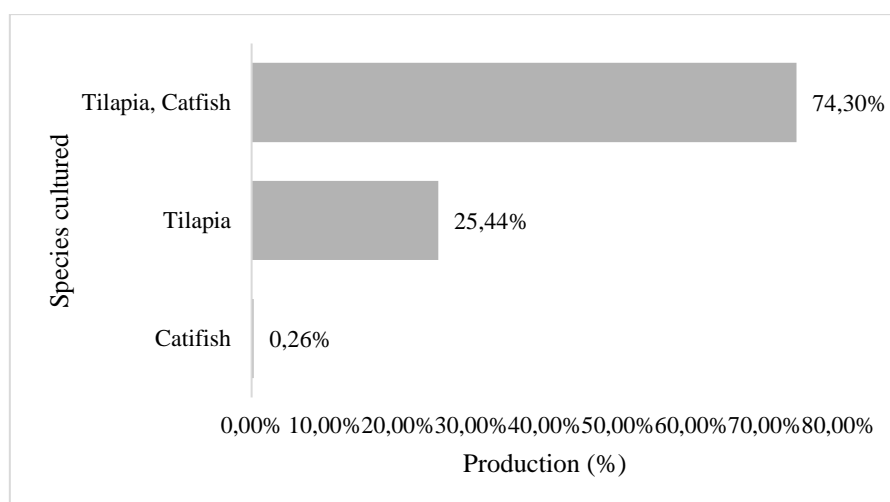 Species cultured
Tilapia, Catfish
74,30%
Tilapia
25,44%
Catifish
0,26%
0,00% 10,00%20,00%30,00%40,00%50,00%60,00%70,00%80,00%
Production (%)